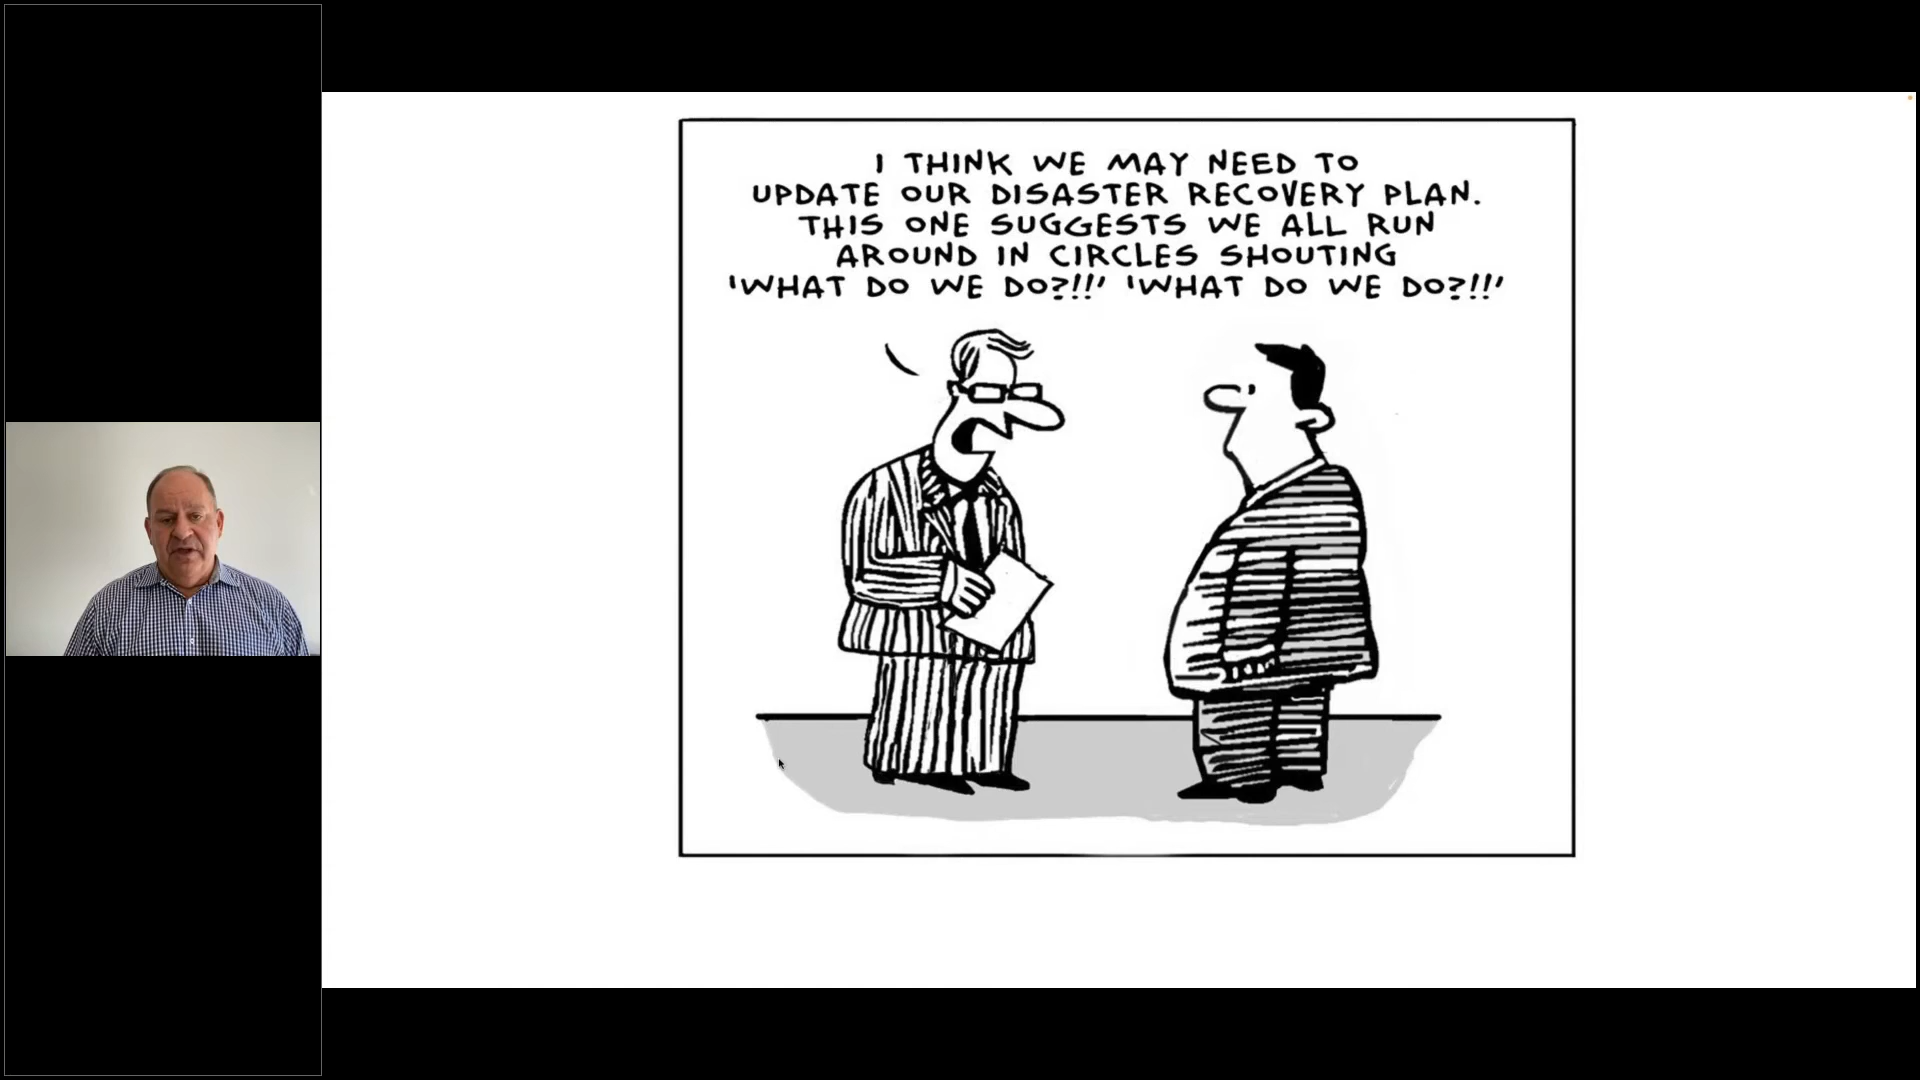 I THINK WE MAY NEED TO
UPDATE OUR DISASTER RECOVERY PLAN.
THIS ONE SUGGESTS WE ALL RUN
AROUND IN CIRCLES SHOUTING
'WHAT DO WE DO?!!' 'WHAT DO WE DO?!!'